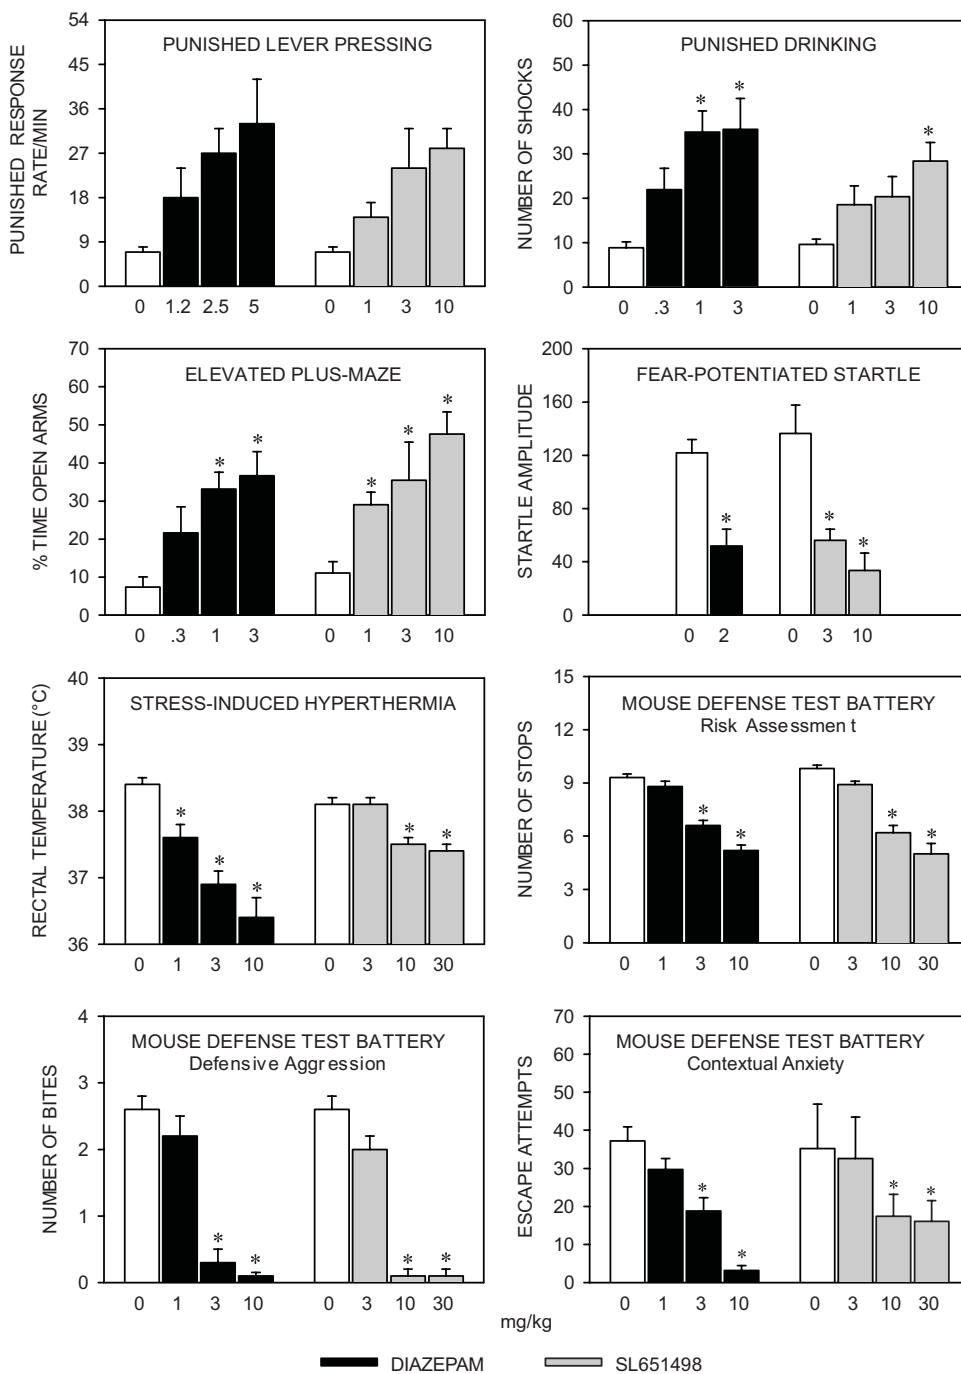 PUNISHED LEVER PRESSING
PUNISHED RESPONSE
RATE/MIN
54
45
36
27
18
9
0
0 1.2 2.5 5 0 1 3 10
PUNISHED DRINKING
NUMBER OF SHOCKS
60
50
40
30
20
10
0
* * *
0 .3 1 3 0 1 3 10
ELEVATED PLUS-MAZE
% TIME OPEN ARMS
70
60
50
40
30
20
10
0
* * * * *
0 .3 1 3 0 1 3 10
FEAR-POTENTIATED STARTLE
STARTLE AMPLITUDE
200
160
120
80
40
0
* * *
0 2 0 3 10
STRESS-INDUCED HYPERTHERMIA
RECTAL TEMPERATURE (°C)
40
39
38
37
36
* * * * *
0 1 3 10 0 3 10 30
MOUSE DEFENSE TEST BATTERY
Risk Assessment
NUMBER OF STOPS
15
12
9
6
3
0
* * * *
0 1 3 10 0 3 10 30
MOUSE DEFENSE TEST BATTERY
Defensive Aggression
NUMBER OF BITES
4
3
2
1
0
* * * *
0 1 3 10 0 3 10 30
MOUSE DEFENSE TEST BATTERY
Contextual Anxiety
ESCAPE ATTEMPTS
70
60
50
40
30
20
10
0
* * * *
0 1 3 10 0 3 10 30
mg/kg
DIAZEPAM SL651498